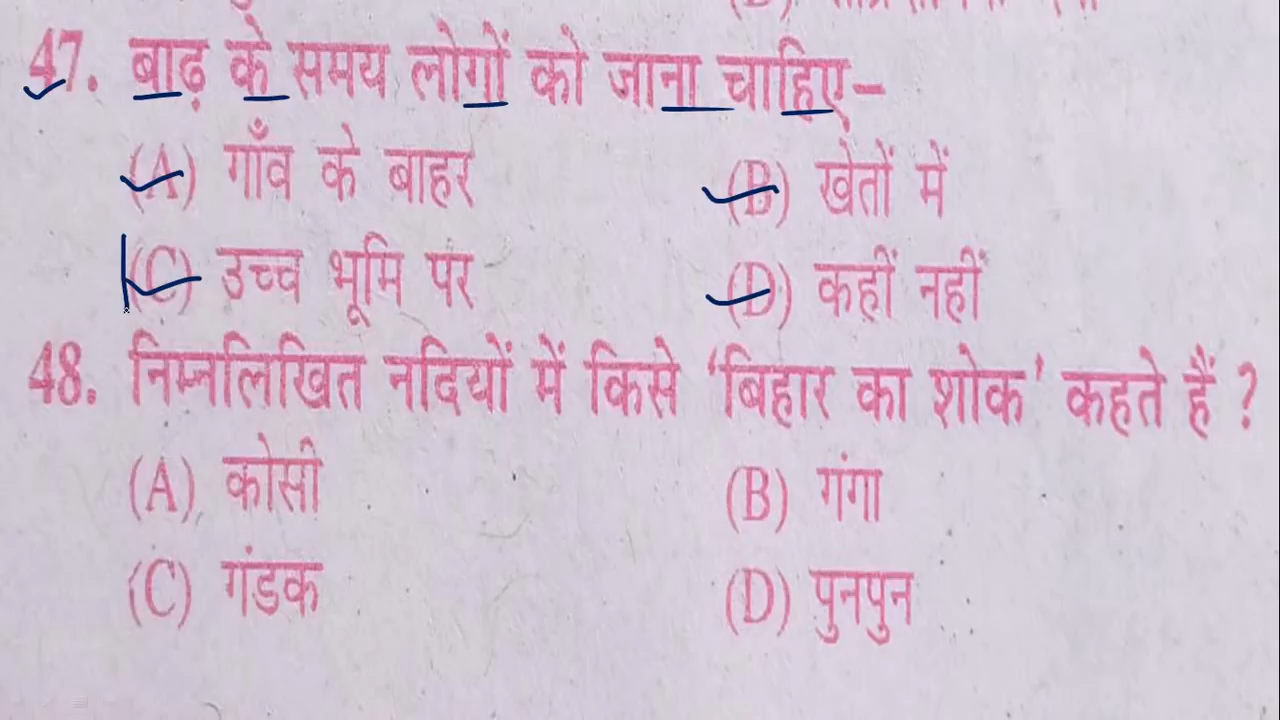 47. बाढ़ के समय लोगों को जाना चाहिए–
(A) गाँव के बाहर (B) खेतों में
(C) उच्च भूमि पर (D) कहीं नहीं
48. निम्नलिखित नदियों में किसे ‘बिहार का शोक’ कहते हैं ?
(A) कोसी (B) गंगा
(C) गंडक (D) पुनपुन